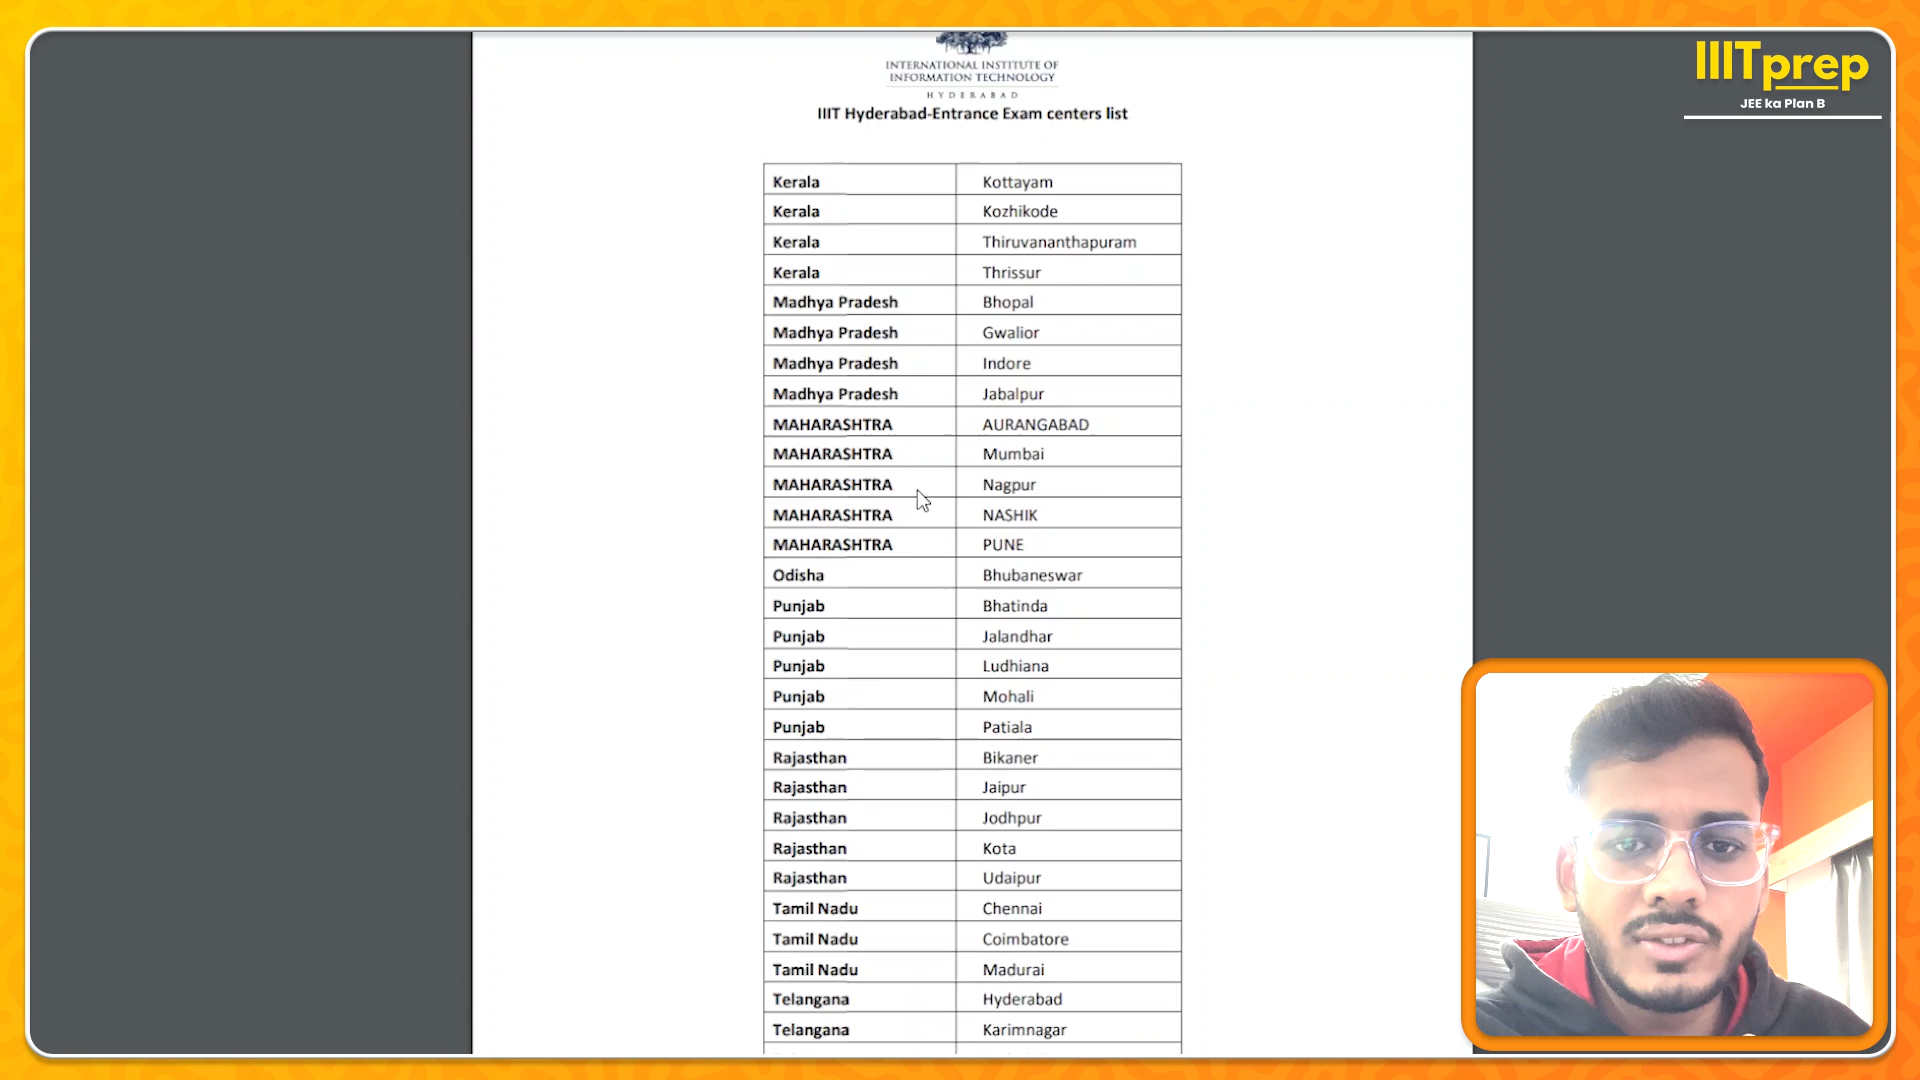 IIITprep
JEE ka Plan B
INTERNATIONAL INSTITUTE OF
INFORMATION TECHNOLOGY
HYDERABAD
IIIT Hyderabad-Entrance Exam centers list
Kerala Kottayam
Kerala Kozhikode
Kerala Thiruvananthapuram
Kerala Thrissur
Madhya Pradesh Bhopal
Madhya Pradesh Gwalior
Madhya Pradesh Indore
Madhya Pradesh Jabalpur
MAHARASHTRA AURANGABAD
MAHARASHTRA Mumbai
MAHARASHTRA Nagpur
MAHARASHTRA NASHIK
MAHARASHTRA PUNE
Odisha Bhubaneswar
Punjab Bhatinda
Punjab Jalandhar
Punjab Ludhiana
Punjab Mohali
Punjab Patiala
Rajasthan Bikaner
Rajasthan Jaipur
Rajasthan Jodhpur
Rajasthan Kota
Rajasthan Udaipur
Tamil Nadu Chennai
Tamil Nadu Coimbatore
Tamil Nadu Madurai
Telangana Hyderabad
Telangana Karimnagar